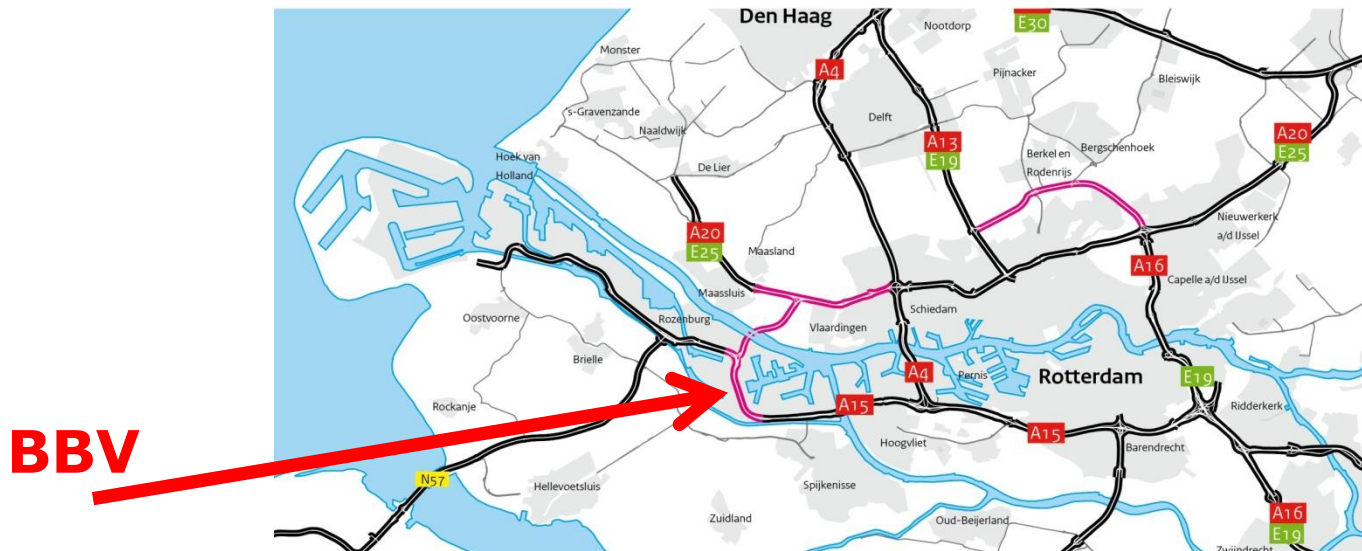 Den Haag
Nootdorp
E30
Monster
A4
Pijnacker
Bleiswijk
's-Gravenzande
Naaldwijk
Delft
A13
E19
A20
E25
Bergschenhoek
Berkel en
Rodenrijs
Hoek van
Holland
De Lier
Nieuwerkerk
a/d IJssel
A20
E25
Maasland
A16
Capelle a/d IJssel
Maassluis
Schiedam
Oostvoorne
Rozenburg
Vlaardingen
Brielle
A4
Pernis
Rotterdam
E19
Rockanje
A15
Ridderkerk
A15
Hoogvliet
Barendrecht
BBV
N57
Hellevoetsluis
Spijkenisse
Zuidland
Oud-Beijerland
A16
E19
Zwijndrecht